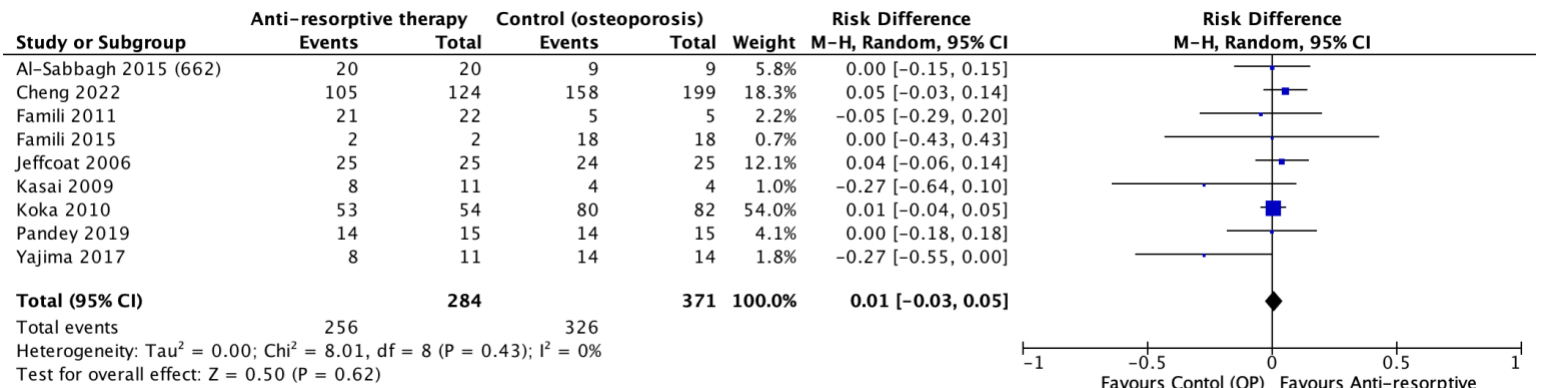 Anti-resorptive therapy Control (osteoporosis) Risk Difference Risk Difference
Study or Subgroup Events Total Events Total Weight M-H, Random, 95% CI M-H, Random, 95% CI
Al-Sabbagh 2015 (662) 20 20 9 9 5.8% 0.00 [-0.15, 0.15]
Cheng 2022 105 124 158 199 18.3% 0.05 [-0.03, 0.14]
Famili 2011 21 22 5 5 2.2% -0.05 [-0.29, 0.20]
Famili 2015 2 2 18 18 0.7% 0.00 [-0.43, 0.43]
Jeffcoat 2006 25 25 24 25 12.1% 0.04 [-0.06, 0.14]
Kasai 2009 8 11 4 4 1.0% -0.27 [-0.64, 0.10]
Koka 2010 53 54 80 82 54.0% 0.01 [-0.04, 0.05]
Pandey 2019 14 15 14 15 4.1% 0.00 [-0.18, 0.18]
Yajima 2017 8 11 14 14 1.8% -0.27 [-0.55, 0.00]
Total (95% CI) 284 371 100.0% 0.01 [-0.03, 0.05]
Total events 256 326
Heterogeneity: Tau² = 0.00; Chi² = 8.01, df = 8 (P = 0.43); I² = 0%
Test for overall effect: Z = 0.50 (P = 0.62)
-1 -0.5 0 0.5 1
Favours Contol (OP) Favours Anti-resorptive